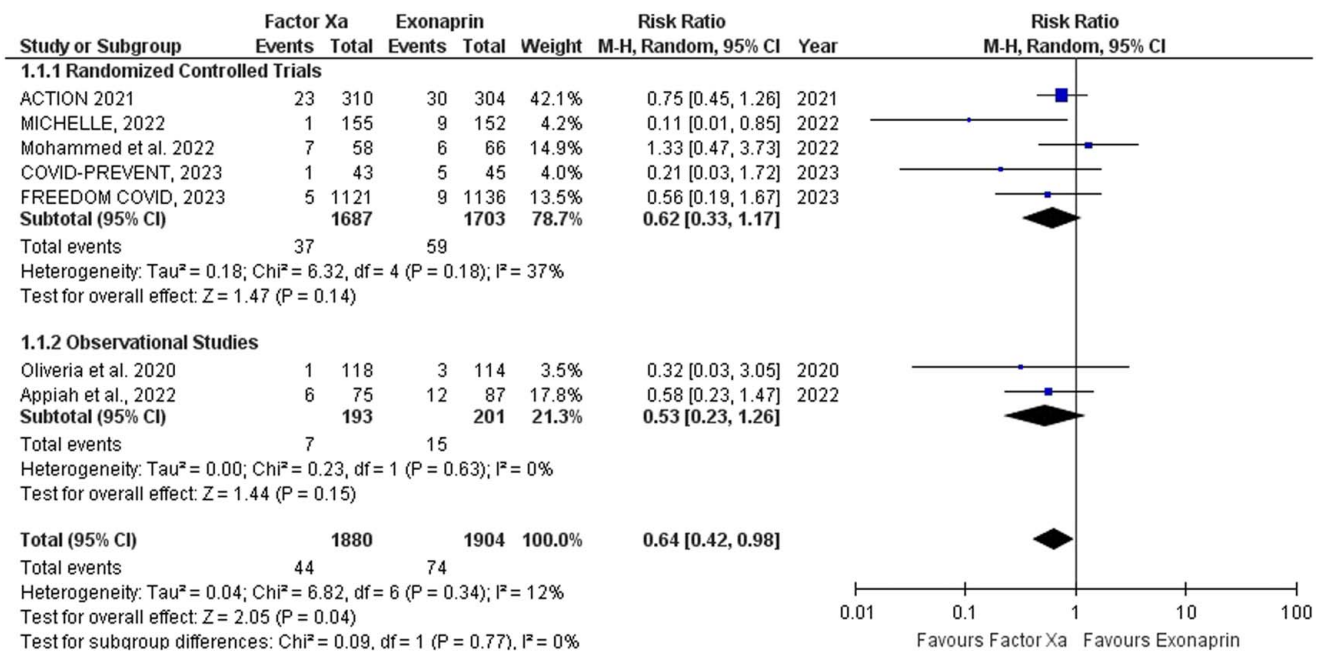 Factor Xa Exonaprin Risk Ratio Risk Ratio
Study or Subgroup Events Total Events Total Weight M-H, Random, 95% CI Year M-H, Random, 95% CI
1.1.1 Randomized Controlled Trials
ACTION 2021 23 310 30 304 42.1% 0.75 [0.45, 1.26] 2021
MICHELLE, 2022 1 155 9 152 4.2% 0.11 [0.01, 0.85] 2022
Mohammed et al. 2022 7 58 6 66 14.9% 1.33 [0.47, 3.73] 2022
COVID-PREVENT, 2023 1 43 5 45 4.0% 0.21 [0.03, 1.72] 2023
FREEDOM COVID, 2023 5 1121 9 1136 13.5% 0.56 [0.19, 1.67] 2023
Subtotal (95% CI) 1687 1703 78.7% 0.62 [0.33, 1.17]
Total events 37 59
Heterogeneity: Tau² = 0.18; Chi² = 6.32, df = 4 (P = 0.18); I² = 37%
Test for overall effect: Z = 1.47 (P = 0.14)
1.1.2 Observational Studies
Oliveria et al. 2020 1 118 3 114 3.5% 0.32 [0.03, 3.05] 2020
Appiah et al., 2022 6 75 12 87 17.8% 0.58 [0.23, 1.47] 2022
Subtotal (95% CI) 193 201 21.3% 0.53 [0.23, 1.26]
Total events 7 15
Heterogeneity: Tau² = 0.00; Chi² = 0.23, df = 1 (P = 0.63); I² = 0%
Test for overall effect: Z = 1.44 (P = 0.15)
Total (95% CI) 1880 1904 100.0% 0.64 [0.42, 0.98]
Total events 44 74
Heterogeneity: Tau² = 0.04; Chi² = 6.82, df = 6 (P = 0.34); I² = 12%
Test for overall effect: Z = 2.05 (P = 0.04)
Test for subgroup differences: Chi² = 0.09, df = 1 (P = 0.77), I² = 0%
0.01 0.1 1 10 100
Favours Factor Xa Favours Exonaprin